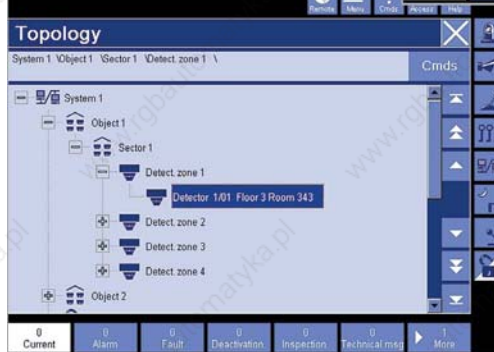 Remote Menu Cmds Access Help
Topology
System 1 \Object 1 \Sector 1 \Detect. zone 1 \
Cmds
System 1
Object 1
Sector 1
Detect. zone 1
Detector 1/01 Floor 3 Room 343
Detect. zone 2
Detect. zone 3
Detect. zone 4
Object 2
0 0 0 0 0 0 1
Current Alarm Fault Deactivation Inspection Technical msg More